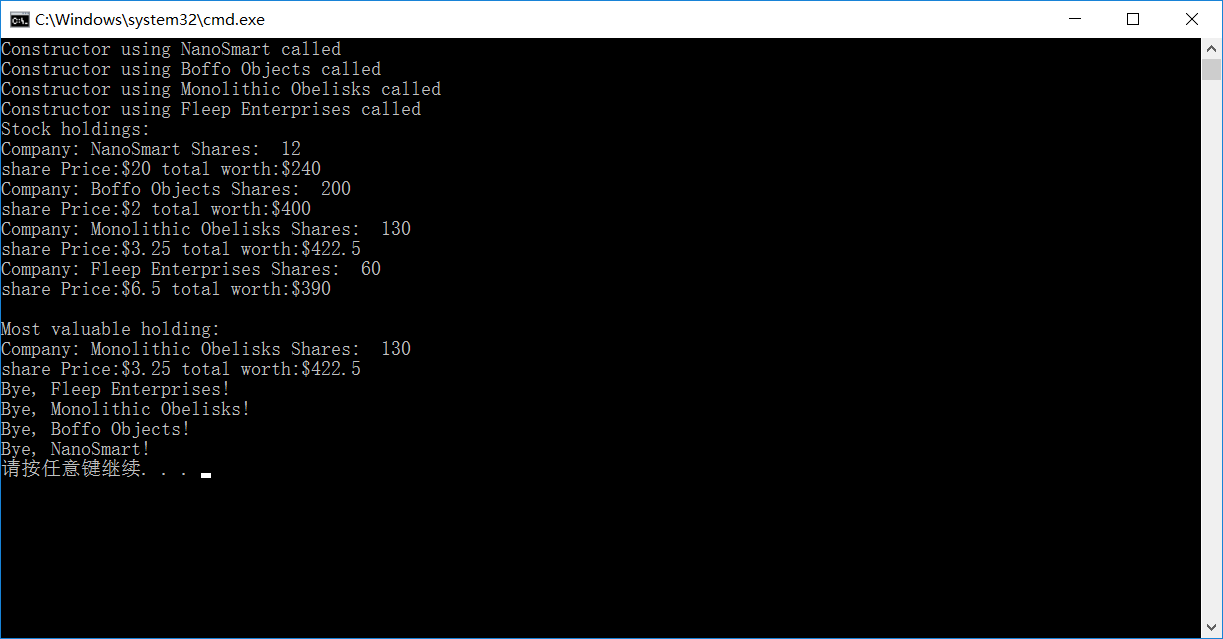 C:\Windows\system32\cmd.exe
Constructor using NanoSmart called
Constructor using Boffo Objects called
Constructor using Monolithic Obelisks called
Constructor using Fleep Enterprises called
Stock holdings:
Company: NanoSmart Shares:  12
share Price:$20 total worth:$240
Company: Boffo Objects Shares:  200
share Price:$2 total worth:$400
Company: Monolithic Obelisks Shares:  130
share Price:$3.25 total worth:$422.5
Company: Fleep Enterprises Shares:  60
share Price:$6.5 total worth:$390
Most valuable holding:
Company: Monolithic Obelisks Shares:  130
share Price:$3.25 total worth:$422.5
Bye, Fleep Enterprises!
Bye, Monolithic Obelisks!
Bye, Boffo Objects!
Bye, NanoSmart!
请按任意键继续. . .